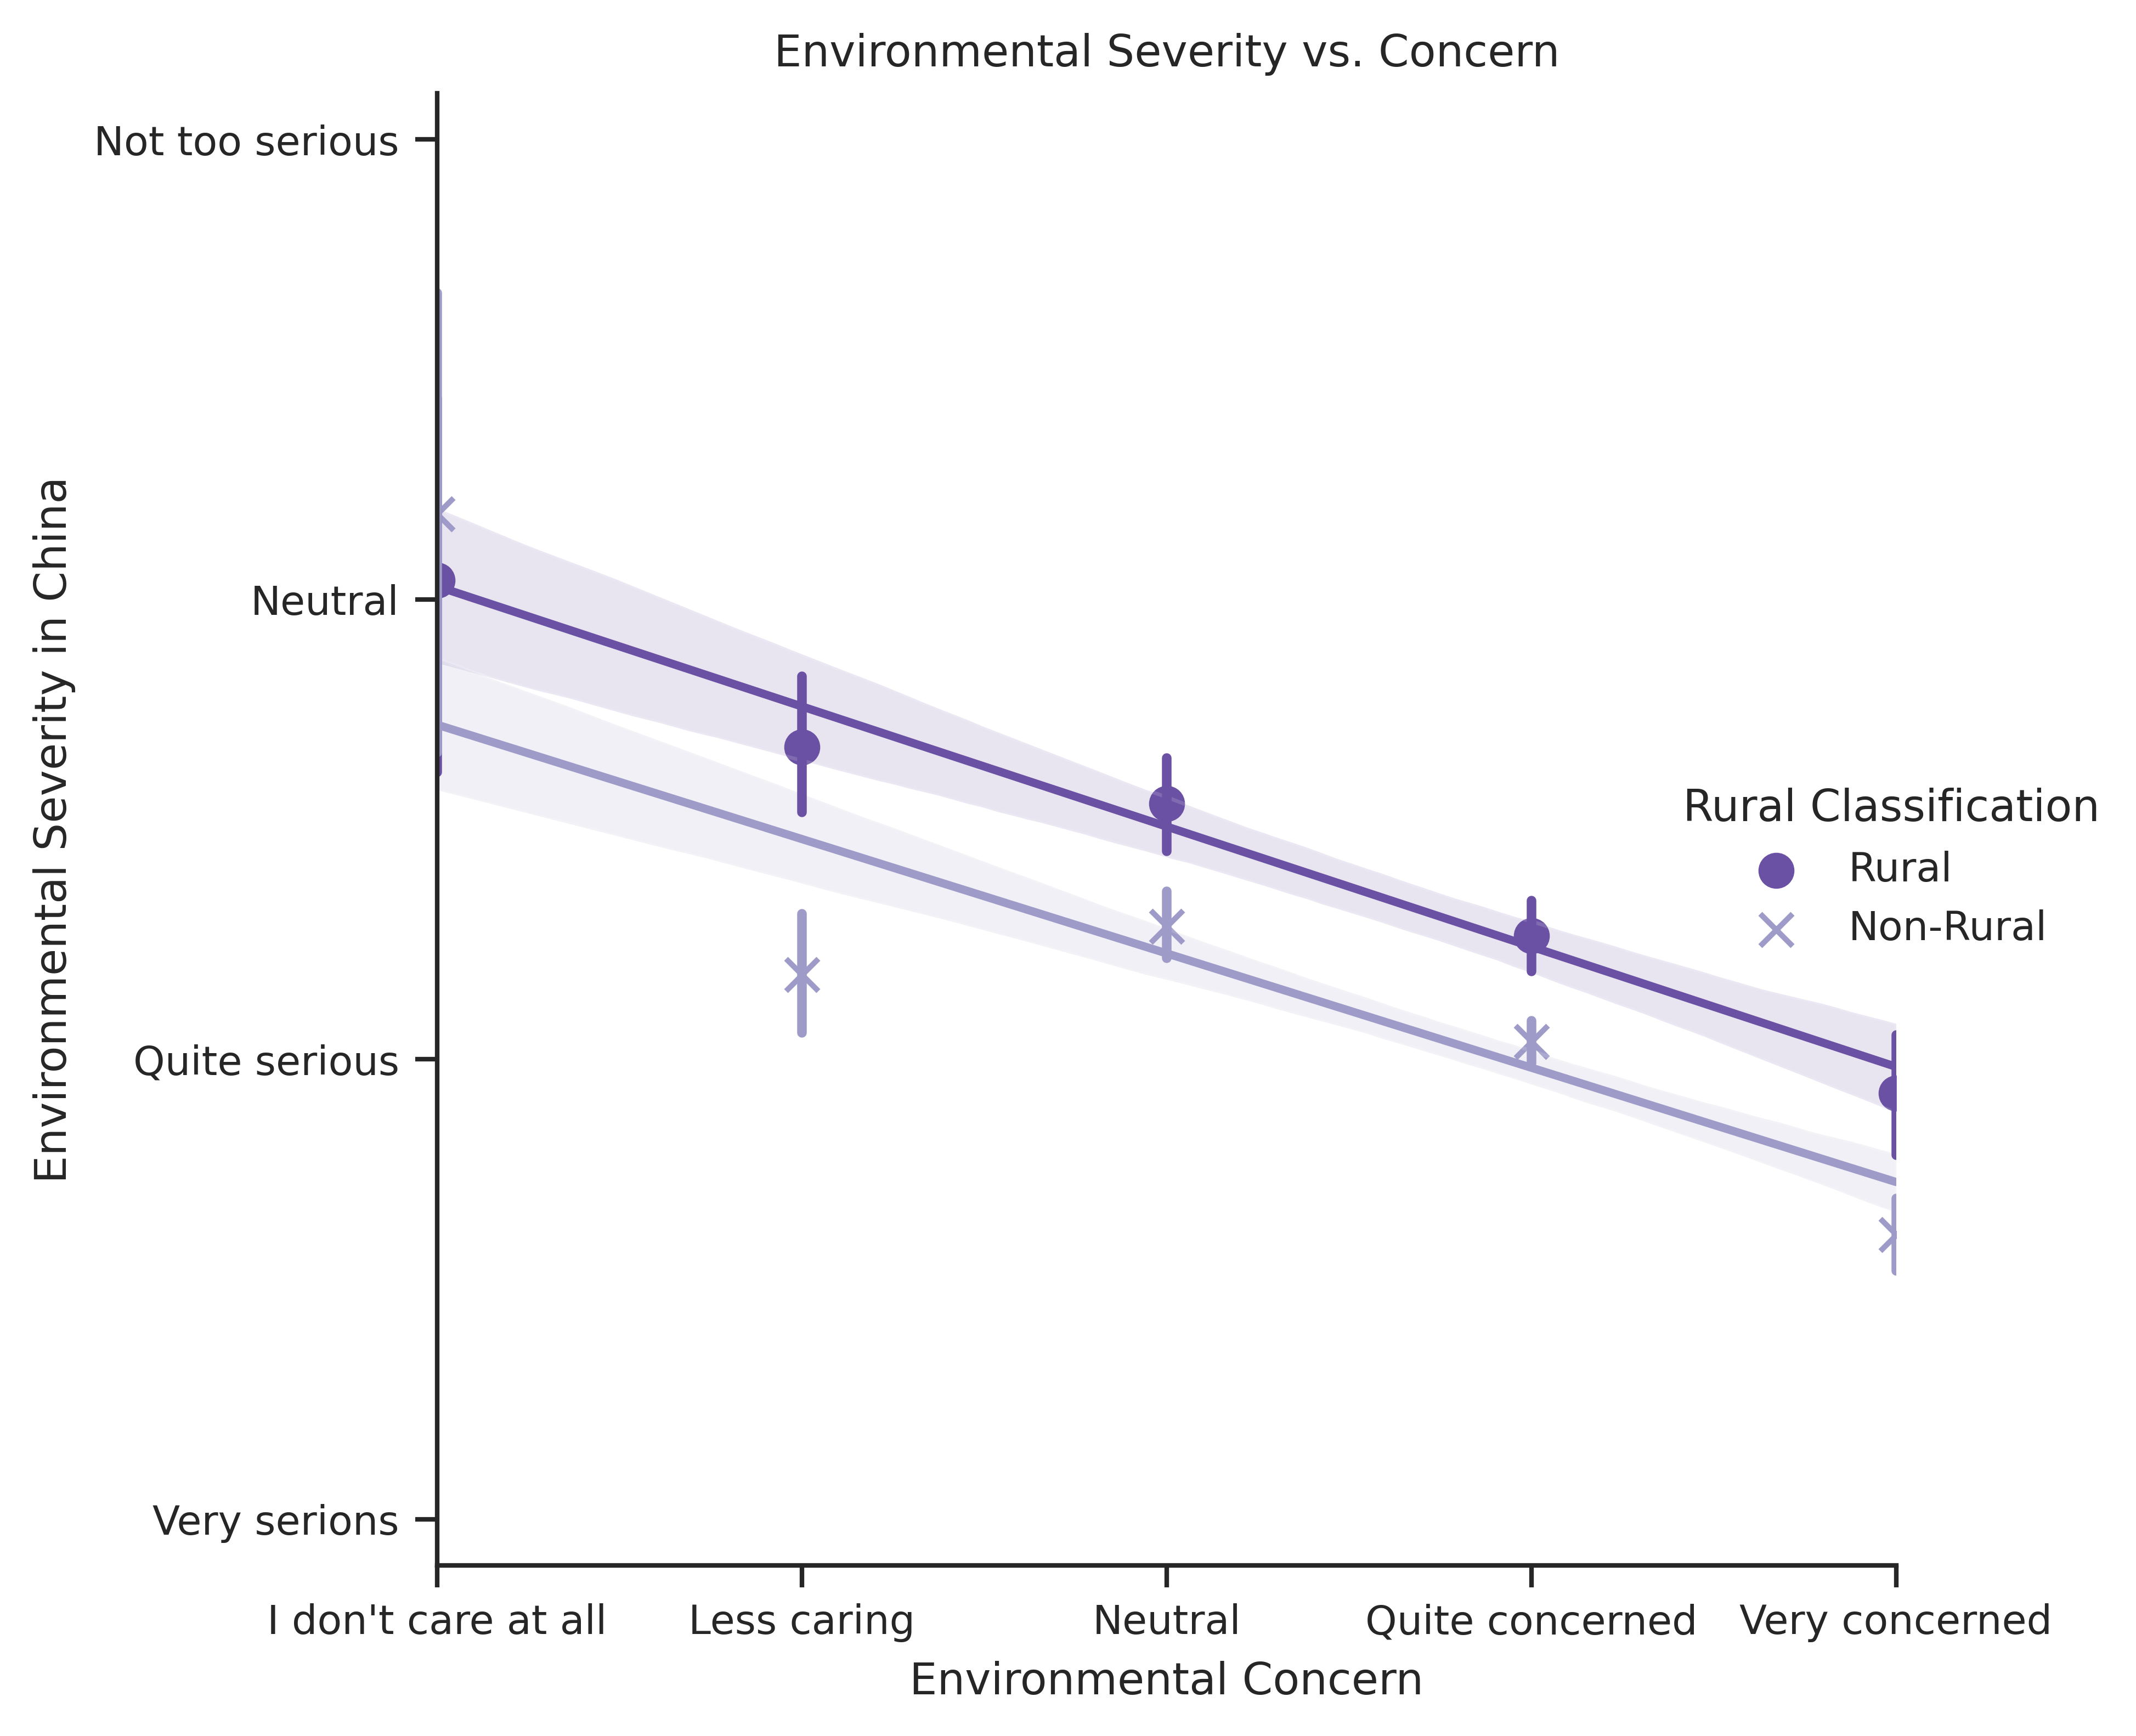 Environmental Severity vs. Concern
Not too serious
Neutral
Quite serious
Very serions
Environmental Severity in China
Rural Classification
Rural
Non-Rural
I don't care at all
Less caring
Neutral
Quite concerned
Very concerned
Environmental Concern